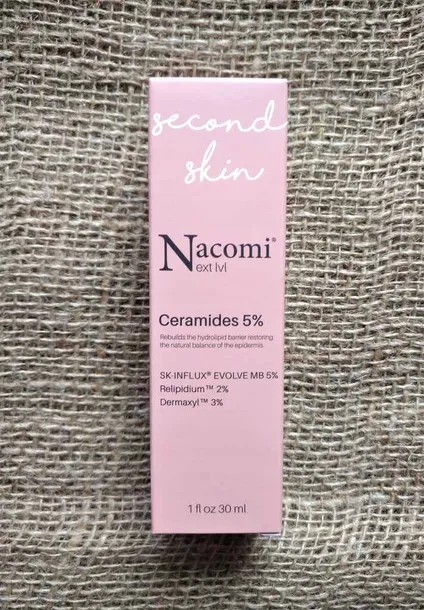 second
skin
Nacomi®
ext lvl
Ceramides 5%
Rebuilds the hydrolipid barrier restoring
the natural balance of the epidermis.
SK-INFLUX® EVOLVE MB 5%
Relipidium™ 2%
Dermaxyl™ 3%
1 fl oz 30 ml